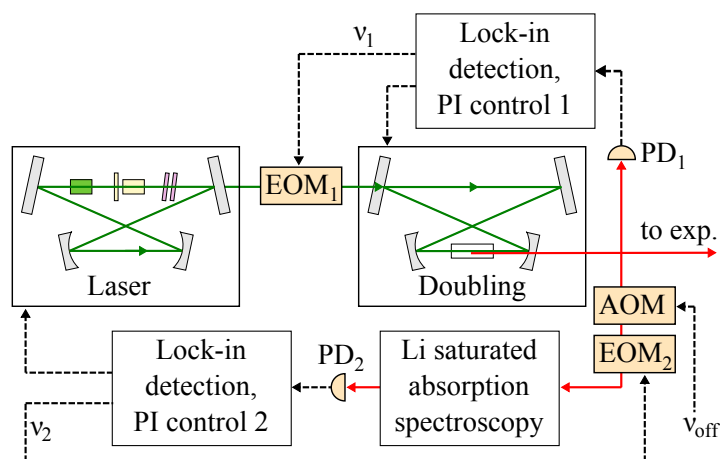 ν1
Lock-in
detection,
PI control 1
PD1
EOM1
to exp.
Laser
Doubling
AOM
EOM2
Lock-in
detection,
PI control 2
PD2
Li saturated
absorption
spectroscopy
ν2
νoff